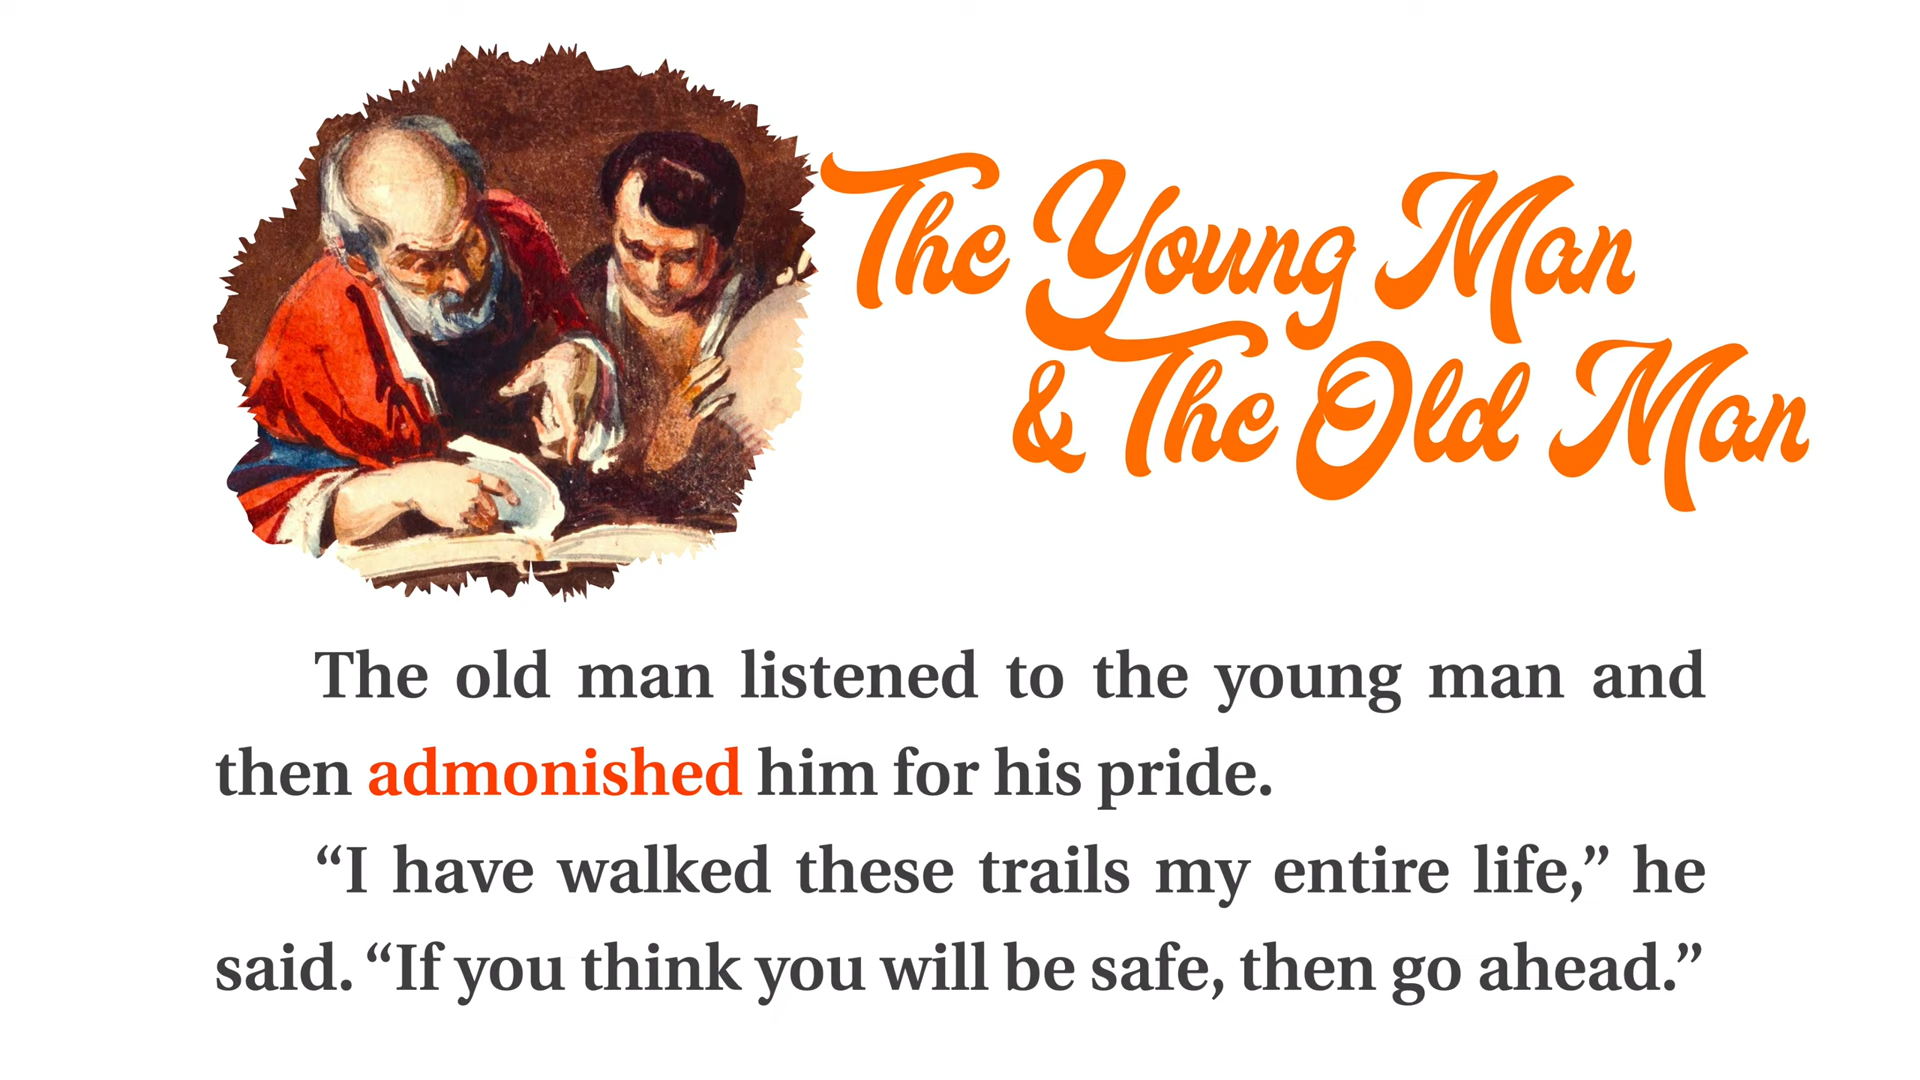 The Young Man
& The Old Man
The old man listened to the young man and
then admonished him for his pride.
“I have walked these trails my entire life,” he
said. “If you think you will be safe, then go ahead.”